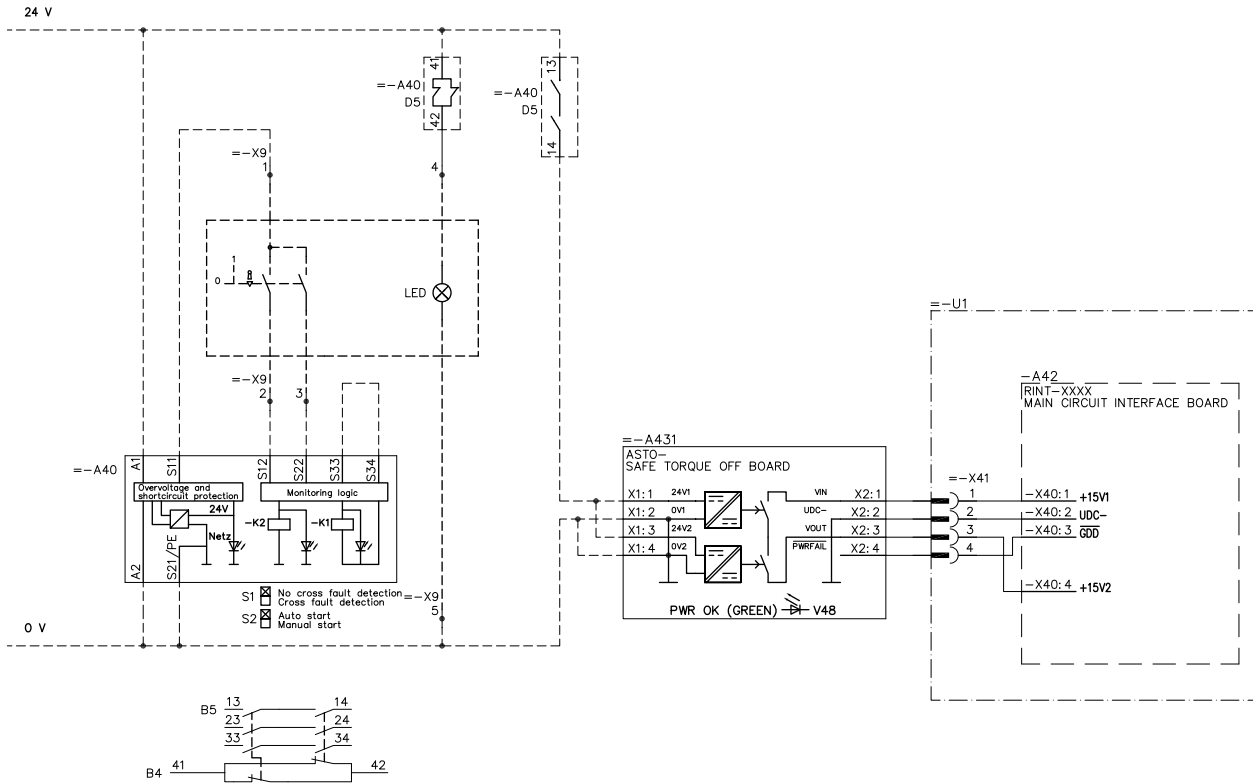 24 V
=-A40
D5
41
42
=-A40
D5
13
14
=-X9
1
4
0
1
LED
=-X9
2
3
=-U1
-A42
RINT-XXXX
MAIN CIRCUIT INTERFACE BOARD
=-A40
A1
S11
S12
S22
S33
S34
Overvoltage and
shortcircuit protection
Monitoring logic
24V
Netz
-K2
-K1
A2
S21/PE
=-A431
ASTO-
SAFE TORQUE OFF BOARD
X1: 1
24V1
VIN
X2: 1
X1: 2
0V1
UDC-
X2: 2
X1: 3
24V2
VOUT
X2: 3
X1: 4
0V2
PWRFAIL
X2: 4
PWR OK (GREEN)
V48
=-X41
1
2
3
4
-X40: 1
+15V1
-X40: 2
UDC-
-X40: 3
GDD
-X40: 4
+15V2
S1
No cross fault detection
Cross fault detection
S2
Auto start
Manual start
=-X9
5
0 V
B5
13
14
23
24
33
34
B4
41
42